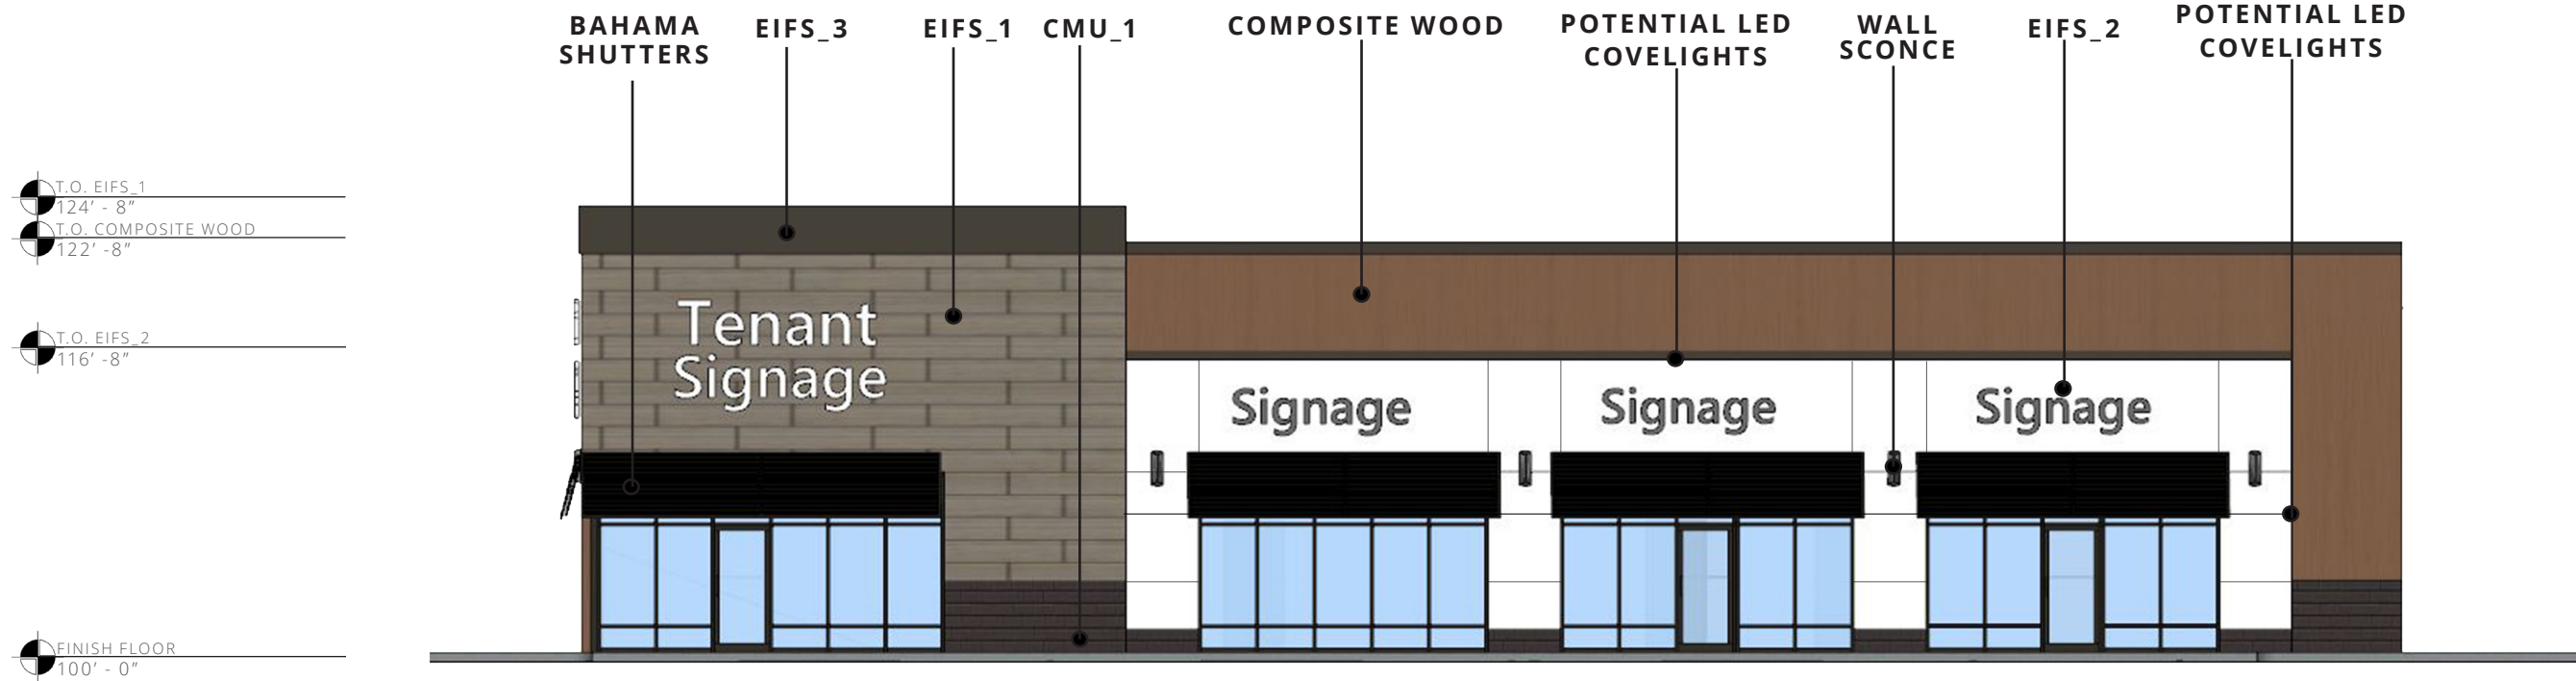 BAHAMA
SHUTTERS
EIFS_3
EIFS_1
CMU_1
COMPOSITE WOOD
POTENTIAL LED
COVELIGHTS
WALL
SCONCE
EIFS_2
POTENTIAL LED
COVELIGHTS
T.O. EIFS_1
124' - 8"
T.O. COMPOSITE WOOD
122' -8"
T.O. EIFS_2
116' -8"
FINISH FLOOR
100' - 0"
Tenant
Signage
Signage
Signage
Signage